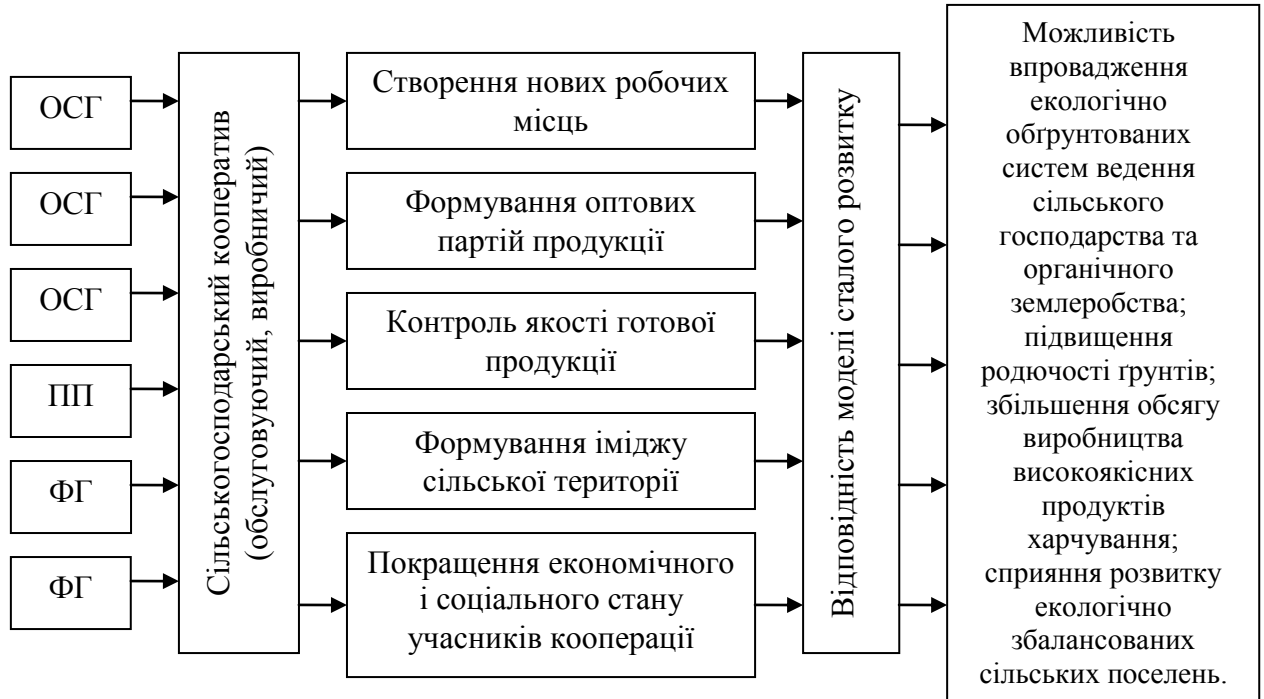 ОСГ
ОСГ
ОСГ
ПП
ФГ
ФГ
Сільськогосподарський кооператив
(обслуговуючий, виробничий)
Створення нових робочих
місць
Формування оптових
партій продукції
Контроль якості готової
продукції
Формування іміджу
сільської території
Покращення економічного
і соціального стану
учасників кооперації
Відповідність моделі сталого розвитку
Можливість
впровадження
екологічно
обґрунтованих
систем ведення
сільського
господарства та
органічного
землеробства;
підвищення
родючості ґрунтів;
збільшення обсягу
виробництва
високоякісних
продуктів
харчування;
сприяння розвитку
екологічно
збалансованих
сільських поселень.